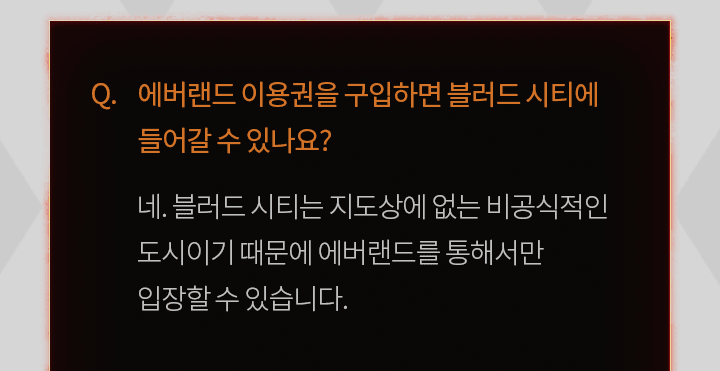 Q. 에버랜드 이용권을 구입하면 블러드 시티에
들어갈 수 있나요?
네. 블러드 시티는 지도상에 없는 비공식적인
도시이기 때문에 에버랜드를 통해서만
입장할 수 있습니다.